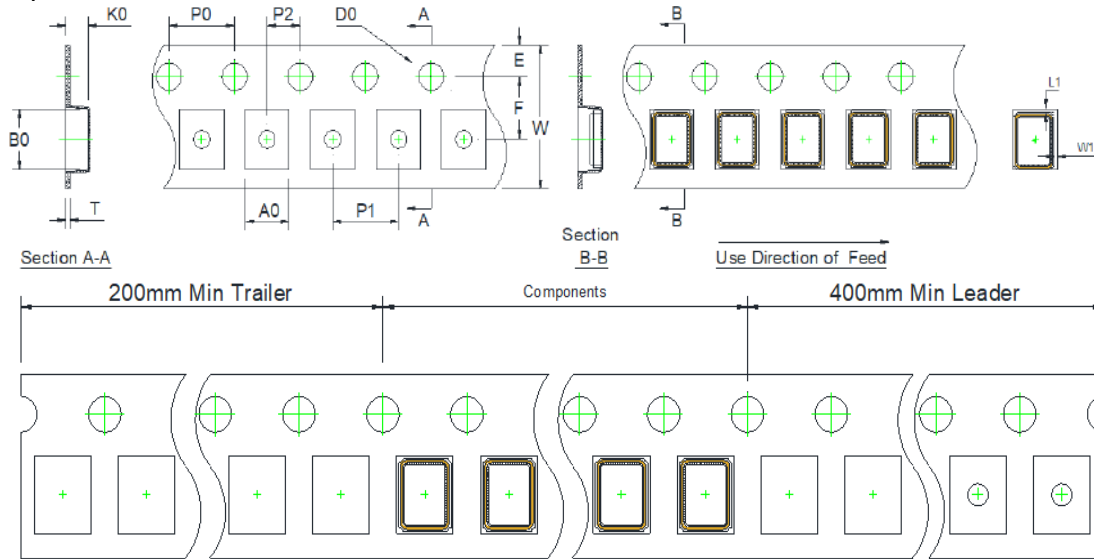 K0 P0 P2 D0 A B
E
F
W
B0
L1
W1
T
A0 P1 A B
Section A-A
Section
B-B
Use Direction of Feed
200mm Min Trailer Components 400mm Min Leader